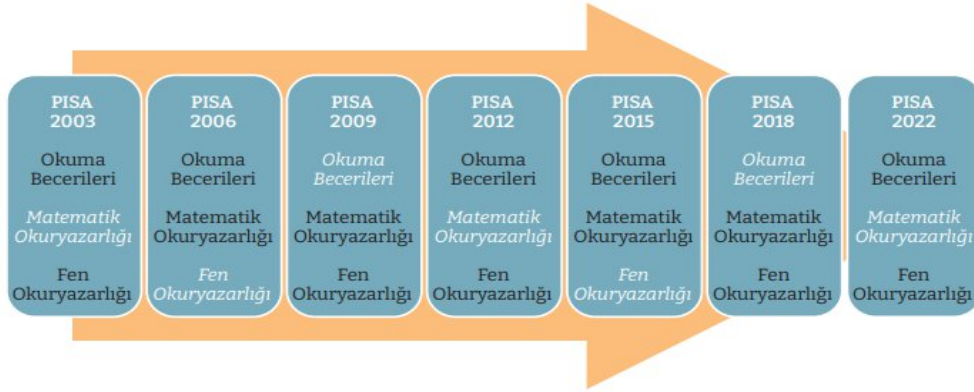 PISA
2003
Okuma
Becerileri
Matematik
Okuryazarlığı
Fen
Okuryazarlığı
PISA
2006
Okuma
Becerileri
Matematik
Okuryazarlığı
Fen
Okuryazarlığı
PISA
2009
Okuma
Becerileri
Matematik
Okuryazarlığı
Fen
Okuryazarlığı
PISA
2012
Okuma
Becerileri
Matematik
Okuryazarlığı
Fen
Okuryazarlığı
PISA
2015
Okuma
Becerileri
Matematik
Okuryazarlığı
Fen
Okuryazarlığı
PISA
2018
Okuma
Becerileri
Matematik
Okuryazarlığı
Fen
Okuryazarlığı
PISA
2022
Okuma
Becerileri
Matematik
Okuryazarlığı
Fen
Okuryazarlığı